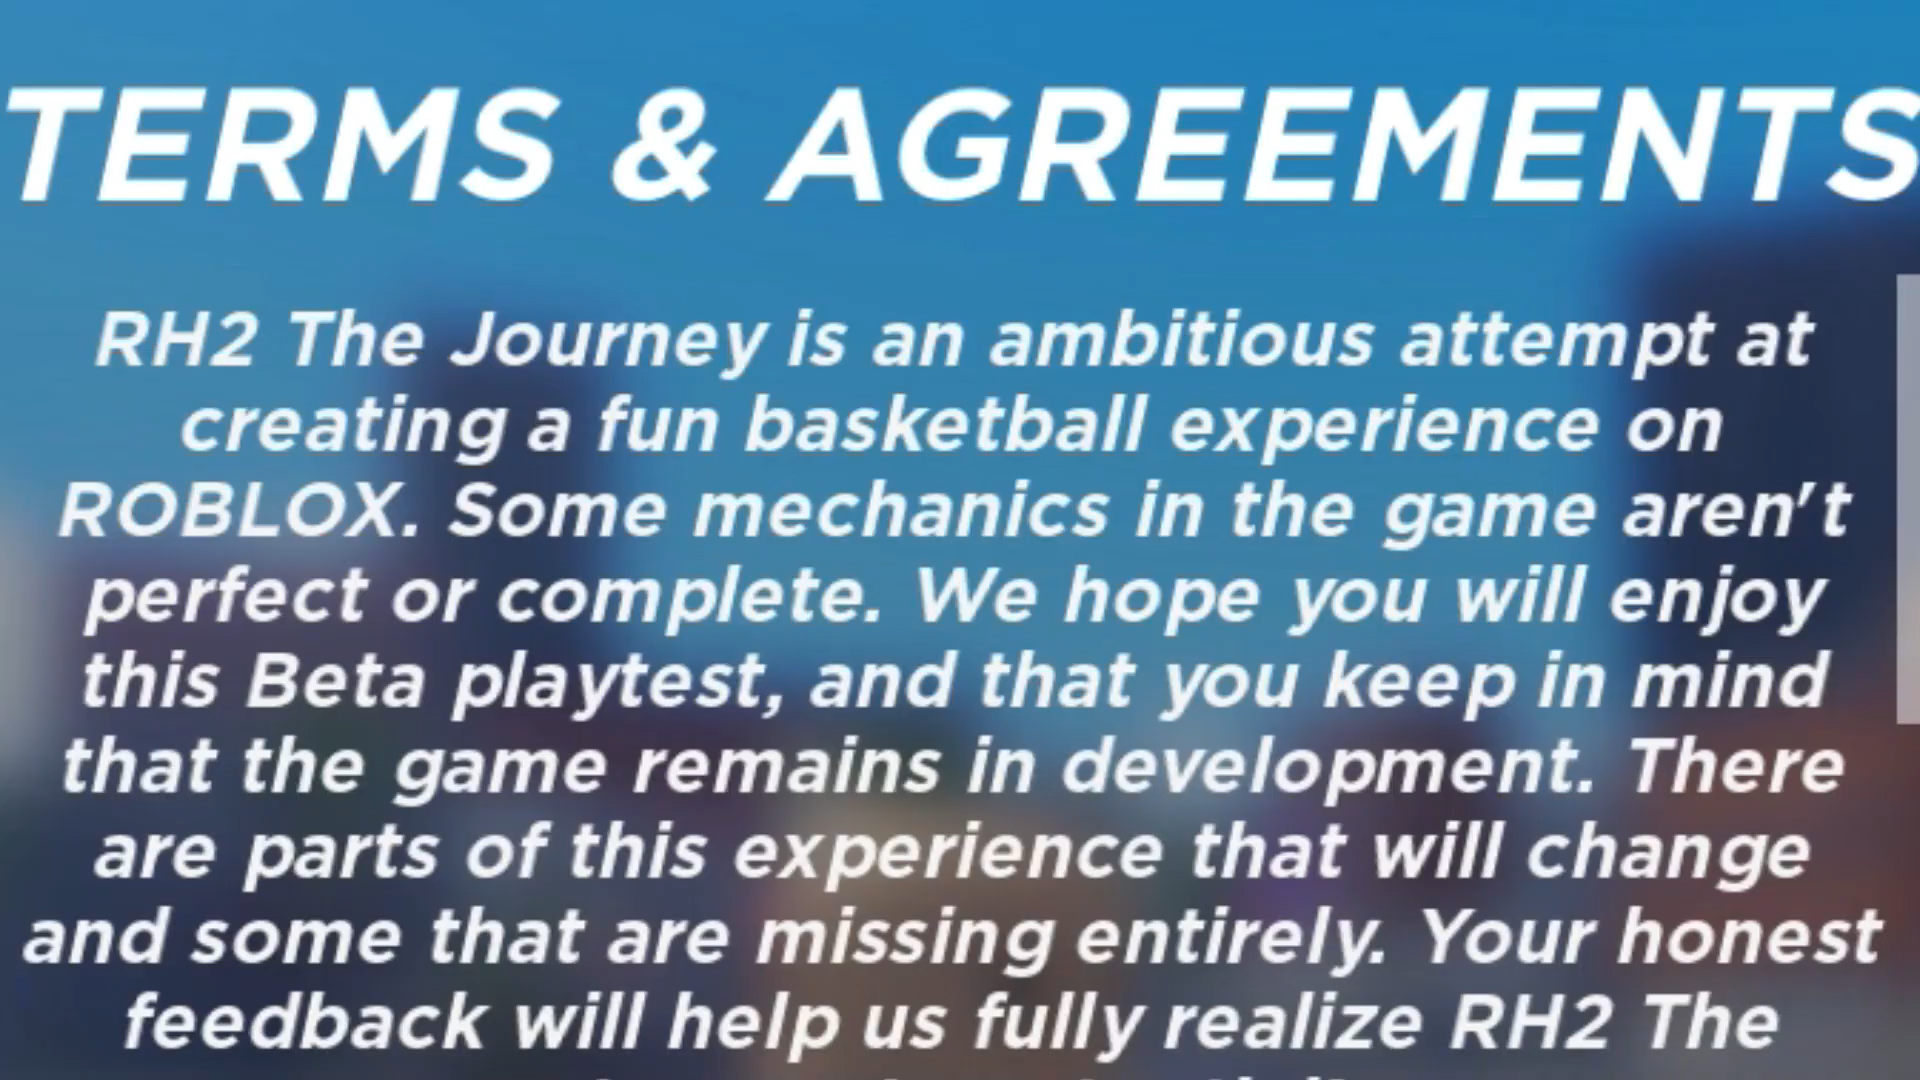 TERMS & AGREEMENTS
RH2 The Journey is an ambitious attempt at
creating a fun basketball experience on
ROBLOX. Some mechanics in the game aren't
perfect or complete. We hope you will enjoy
this Beta playtest, and that you keep in mind
that the game remains in development. There
are parts of this experience that will change
and some that are missing entirely. Your honest
feedback will help us fully realize RH2 The